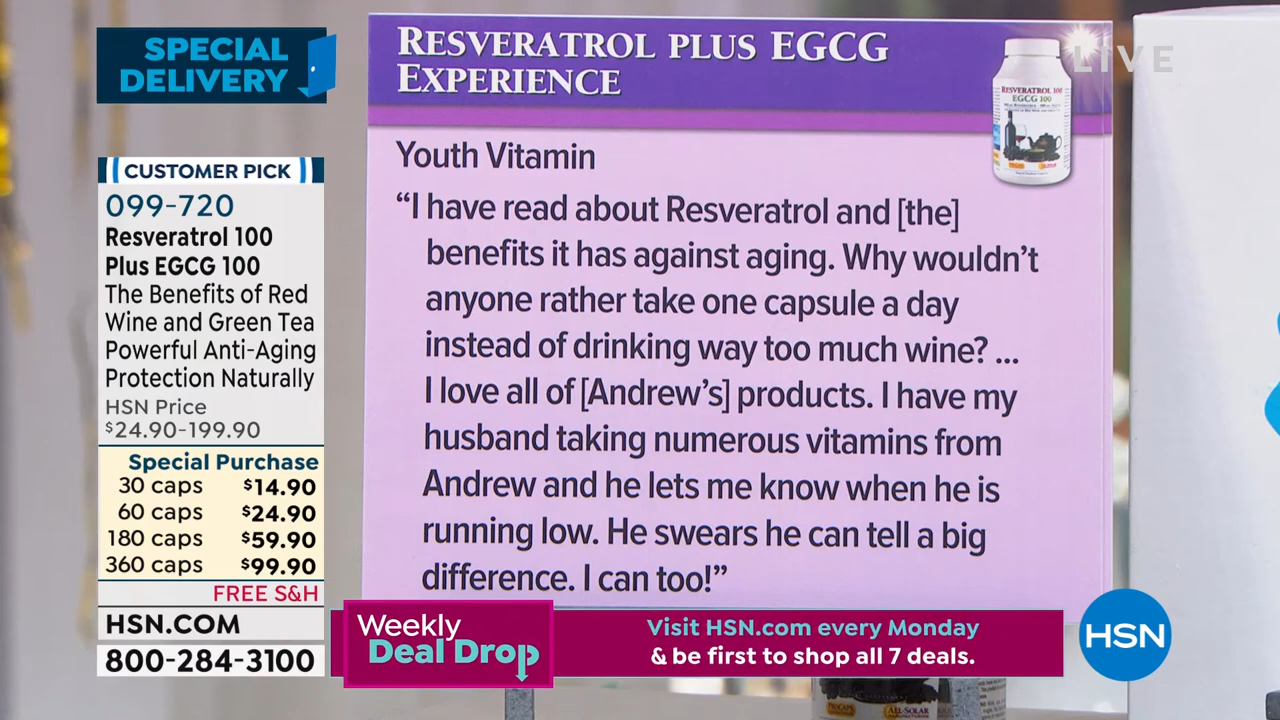 SPECIAL
DELIVERY
CUSTOMER PICK
099-720
Resveratrol 100
Plus EGCG 100
The Benefits of Red
Wine and Green Tea
Powerful Anti-Aging
Protection Naturally
HSN Price
$24.90-199.90
Special Purchase
30 caps $14.90
60 caps $24.90
180 caps $59.90
360 caps $99.90
FREE S&H
HSN.COM
800-284-3100
RESVERATROL PLUS EGCG
EXPERIENCE
RESVERATROL 100
EGCG 100
LIVE
Youth Vitamin
“I have read about Resveratrol and [the]
benefits it has against aging. Why wouldn’t
anyone rather take one capsule a day
instead of drinking way too much wine? ...
I love all of [Andrew’s] products. I have my
husband taking numerous vitamins from
Andrew and he lets me know when he is
running low. He swears he can tell a big
difference. I can too!”
Weekly
Deal Drop
Visit HSN.com every Monday
& be first to shop all 7 deals.
HSN
PROCAPS
ALL-SOLAR